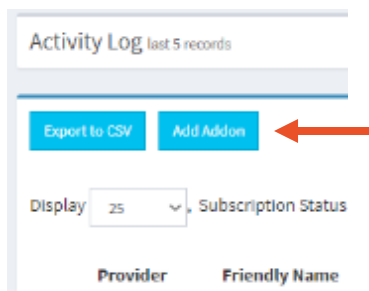 Activity Log last 5 records
Export to CSV Add Addon
Display 25 , Subscription Status
Provider Friendly Name